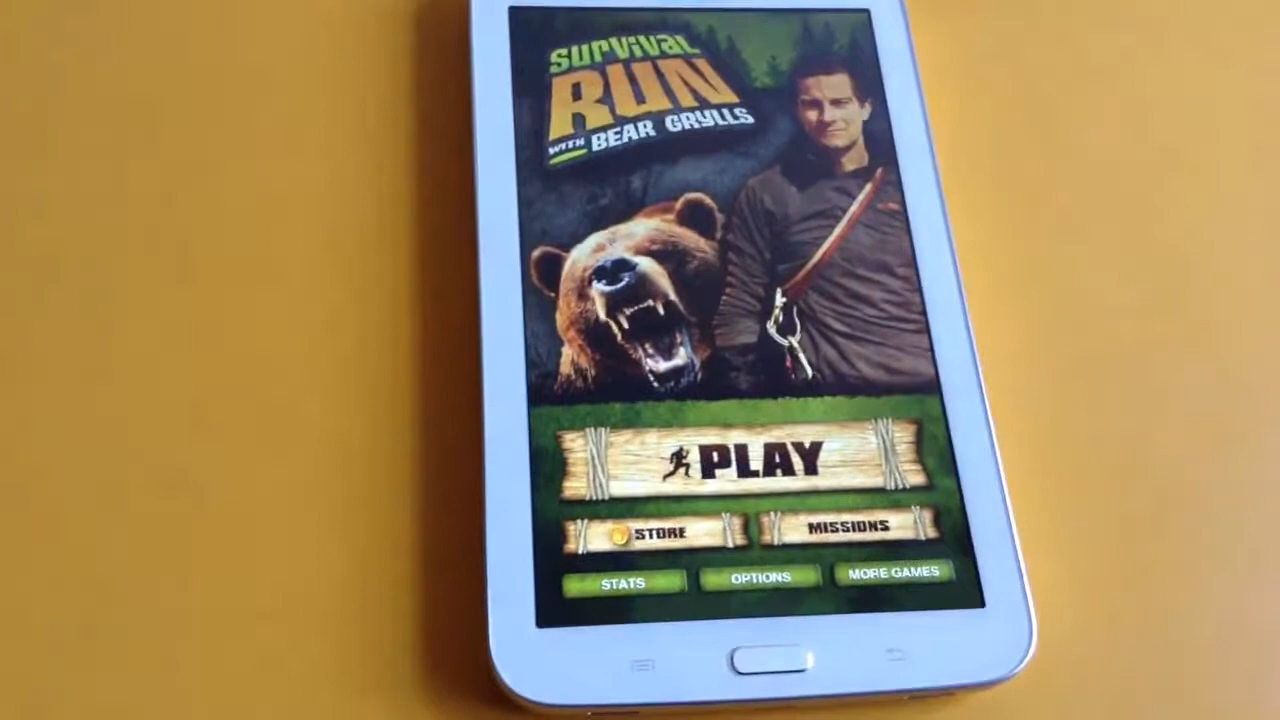 SURVIVAL
RUN
WITH BEAR GRYLLS
PLAY
STORE
MISSIONS
STATS
OPTIONS
MORE GAMES